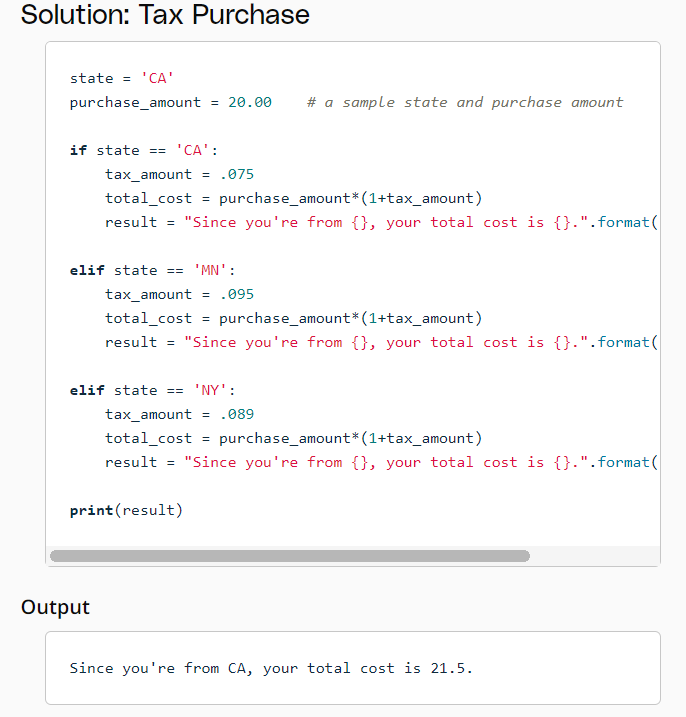 Solution: Tax Purchase
state = 'CA'
purchase_amount = 20.00    # a sample state and purchase amount
if state == 'CA':
    tax_amount = .075
    total_cost = purchase_amount*(1+tax_amount)
    result = "Since you're from {}, your total cost is {}.".format(
elif state == 'MN':
    tax_amount = .095
    total_cost = purchase_amount*(1+tax_amount)
    result = "Since you're from {}, your total cost is {}.".format(
elif state == 'NY':
    tax_amount = .089
    total_cost = purchase_amount*(1+tax_amount)
    result = "Since you're from {}, your total cost is {}.".format(
print(result)
Output
Since you're from CA, your total cost is 21.5.